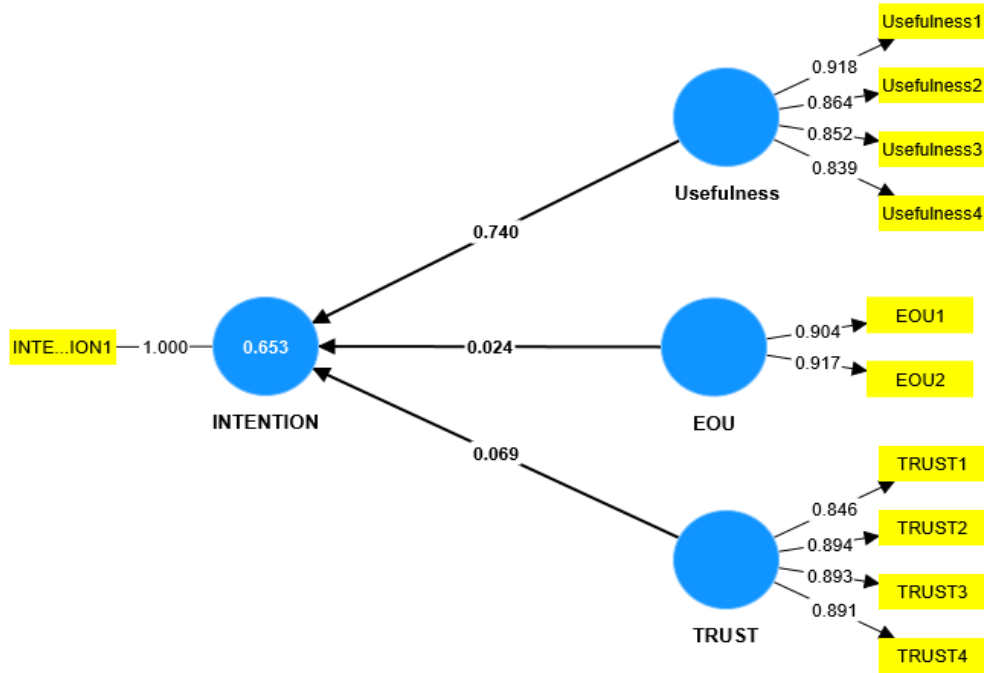 Usefulness1
0.918
Usefulness2
0.864
0.852
Usefulness3
0.839
Usefulness
Usefulness4
0.740
EOU1
0.904
INTE...ION1
1.000
0.653
0.024
0.917
EOU2
INTENTION
EOU
0.069
TRUST1
0.846
TRUST2
0.894
0.893
TRUST3
0.891
TRUST
TRUST4